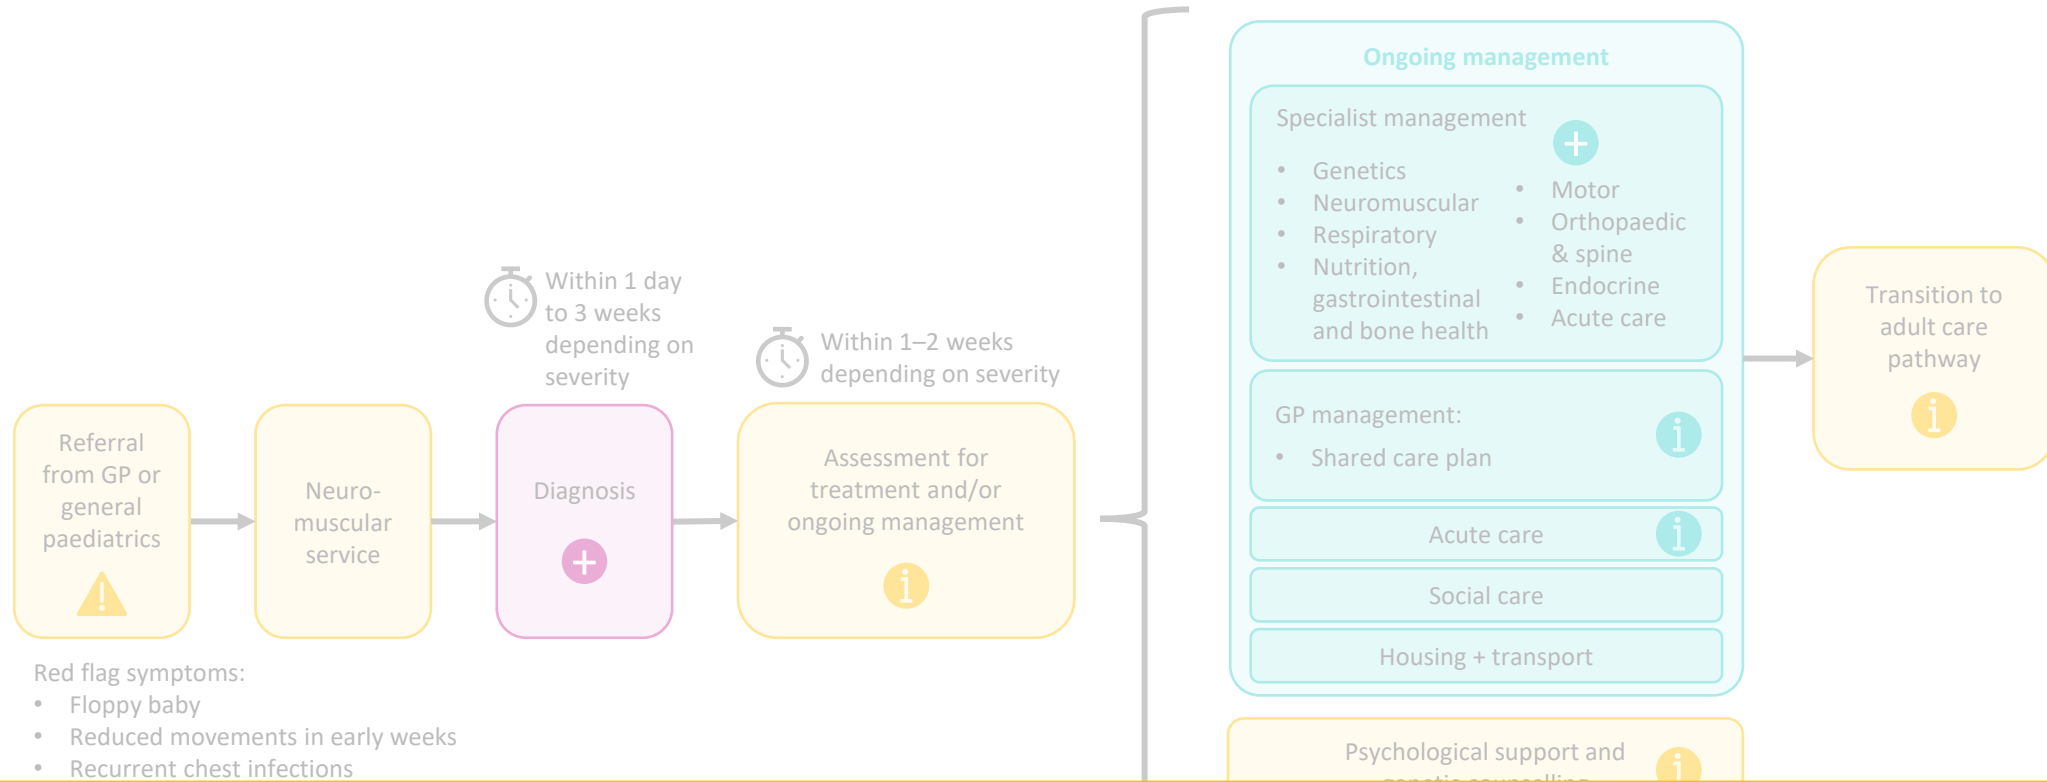 Ongoing management
Specialist management
• Genetics
• Neuromuscular
• Respiratory
• Nutrition,
gastrointestinal
and bone health
• Motor
• Orthopaedic
& spine
• Endocrine
• Acute care
Within 1 day
to 3 weeks
depending on
severity
Within 1–2 weeks
depending on severity
Referral
from GP or
general
paediatrics
Neuro-
muscular
service
Diagnosis
Assessment for
treatment and/or
ongoing management
GP management:
• Shared care plan
Acute care
Social care
Housing + transport
Transition to
adult care
pathway
Red flag symptoms:
• Floppy baby
• Reduced movements in early weeks
• Recurrent chest infections
Psychological support and
genetic counselling